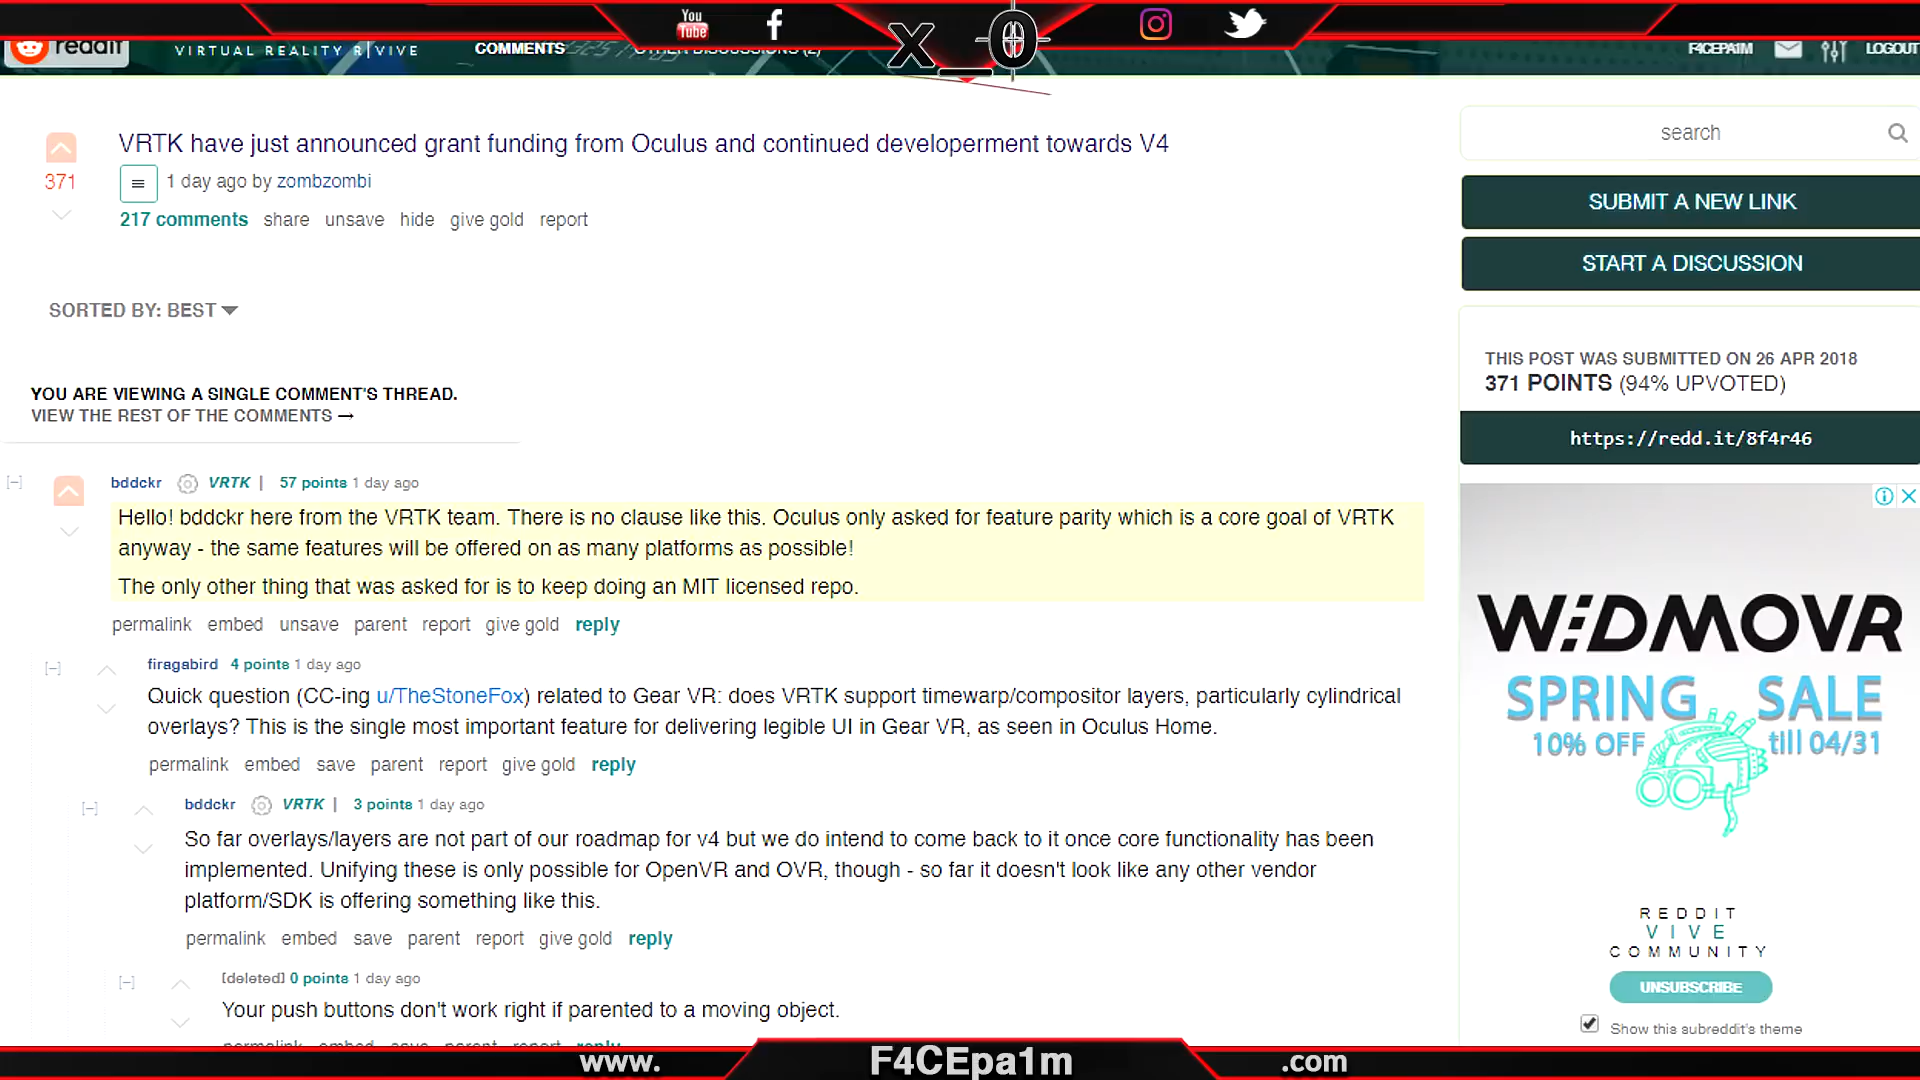 You
Tube
X_0
reddit
VIRTUAL REALITY R|VIVE
COMMENTS
OTHER DISCUSSIONS (2)
F4CEPA1M
LOGOUT
VRTK have just announced grant funding from Oculus and continued developerment towards V4
371
1 day ago by zombzombi
217 comments share unsave hide give gold report
search
SUBMIT A NEW LINK
START A DISCUSSION
SORTED BY: BEST
THIS POST WAS SUBMITTED ON 26 APR 2018
371 POINTS (94% UPVOTED)
https://redd.it/8f4r46
YOU ARE VIEWING A SINGLE COMMENT'S THREAD.
VIEW THE REST OF THE COMMENTS →
[–] bddckr VRTK | 57 points 1 day ago
Hello! bddckr here from the VRTK team. There is no clause like this. Oculus only asked for feature parity which is a core goal of VRTK
anyway - the same features will be offered on as many platforms as possible!
The only other thing that was asked for is to keep doing an MIT licensed repo.
permalink embed unsave parent report give gold reply
[–] firagabird 4 points 1 day ago
Quick question (CC-ing u/TheStoneFox) related to Gear VR: does VRTK support timewarp/compositor layers, particularly cylindrical
overlays? This is the single most important feature for delivering legible UI in Gear VR, as seen in Oculus Home.
permalink embed save parent report give gold reply
[–] bddckr VRTK | 3 points 1 day ago
So far overlays/layers are not part of our roadmap for v4 but we do intend to come back to it once core functionality has been
implemented. Unifying these is only possible for OpenVR and OVR, though - so far it doesn't look like any other vendor
platform/SDK is offering something like this.
permalink embed save parent report give gold reply
[–] [deleted] 0 points 1 day ago
Your push buttons don't work right if parented to a moving object.
permalink embed save parent report reply
WIDMOVR
SPRING SALE
10% OFF till 04/31
REDDIT
VIVE
COMMUNITY
UNSUBSCRIBE
Show this subreddit's theme
www. F4CEpa1m .com